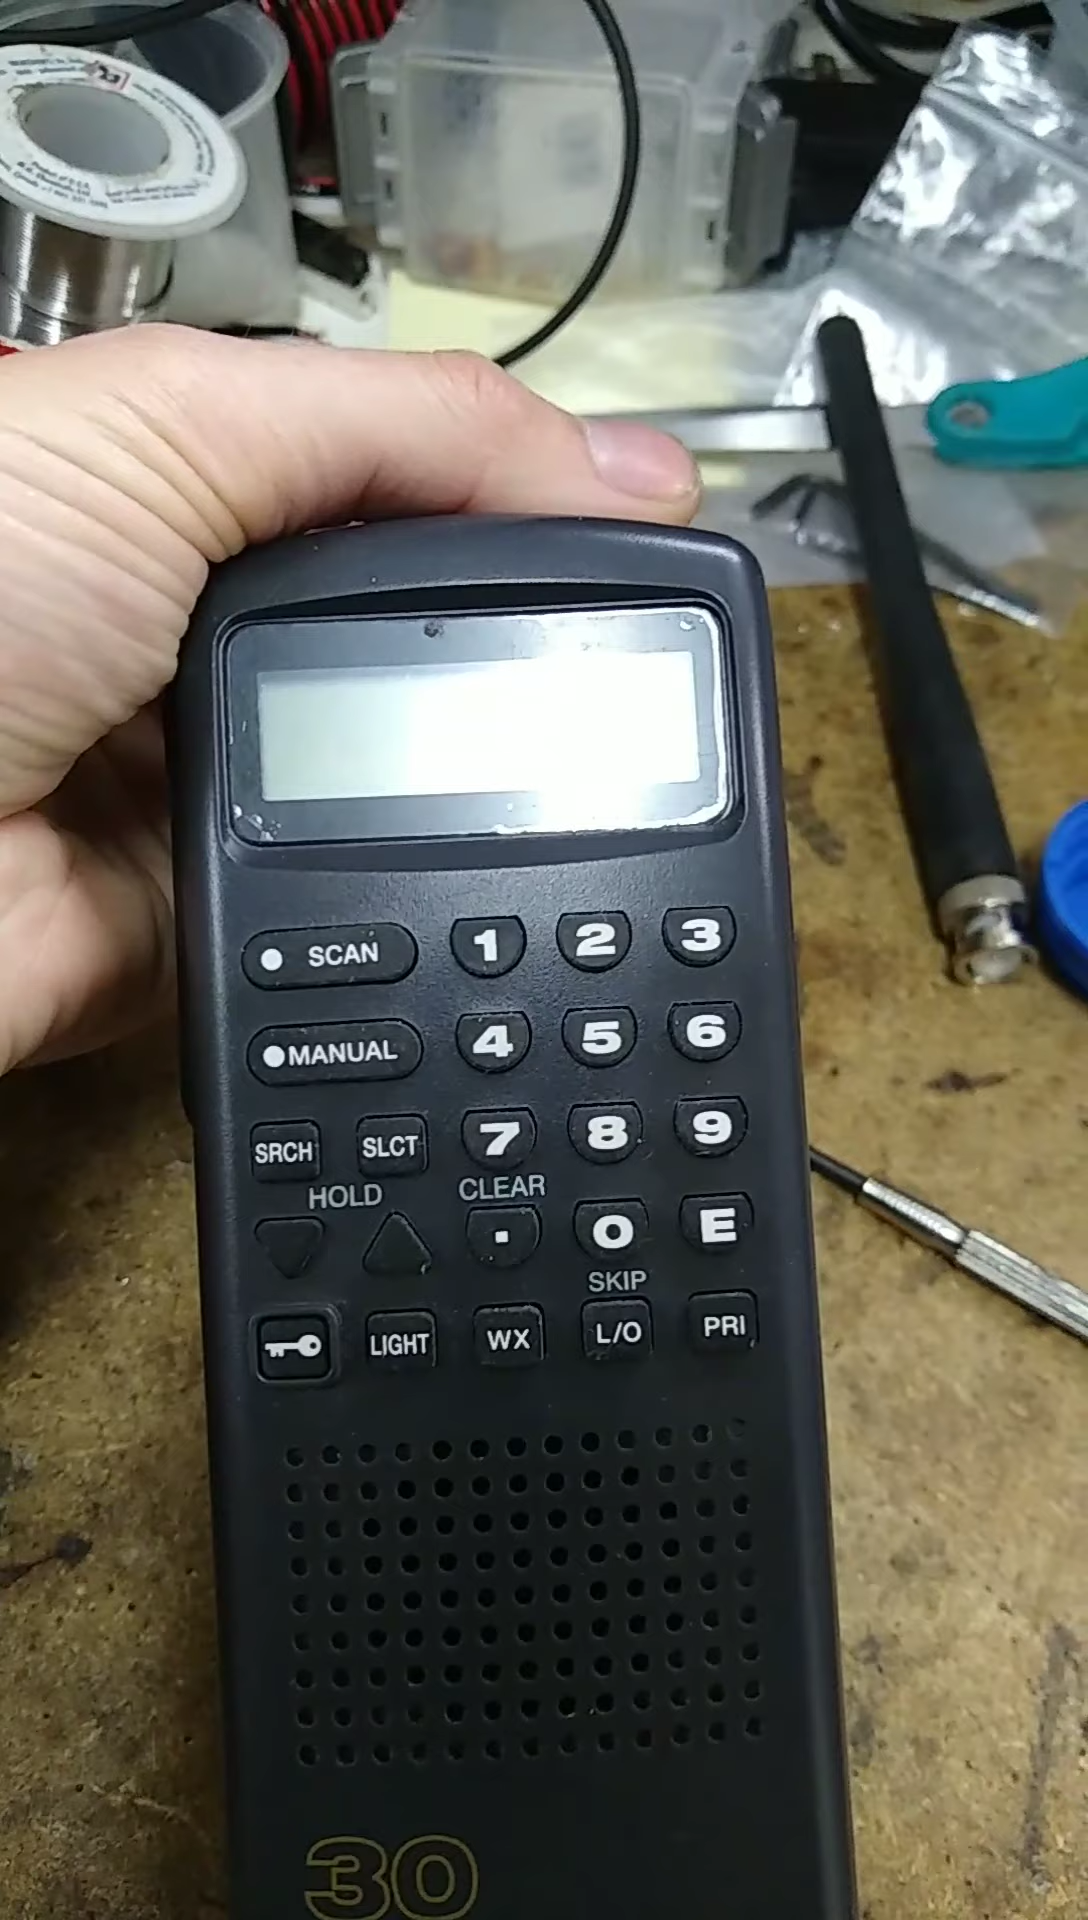 SCAN 1 2 3
MANUAL 4 5 6
SRCH SLCT 7 8 9
HOLD CLEAR
. 0 E
SKIP
LIGHT WX L/O PRI
30